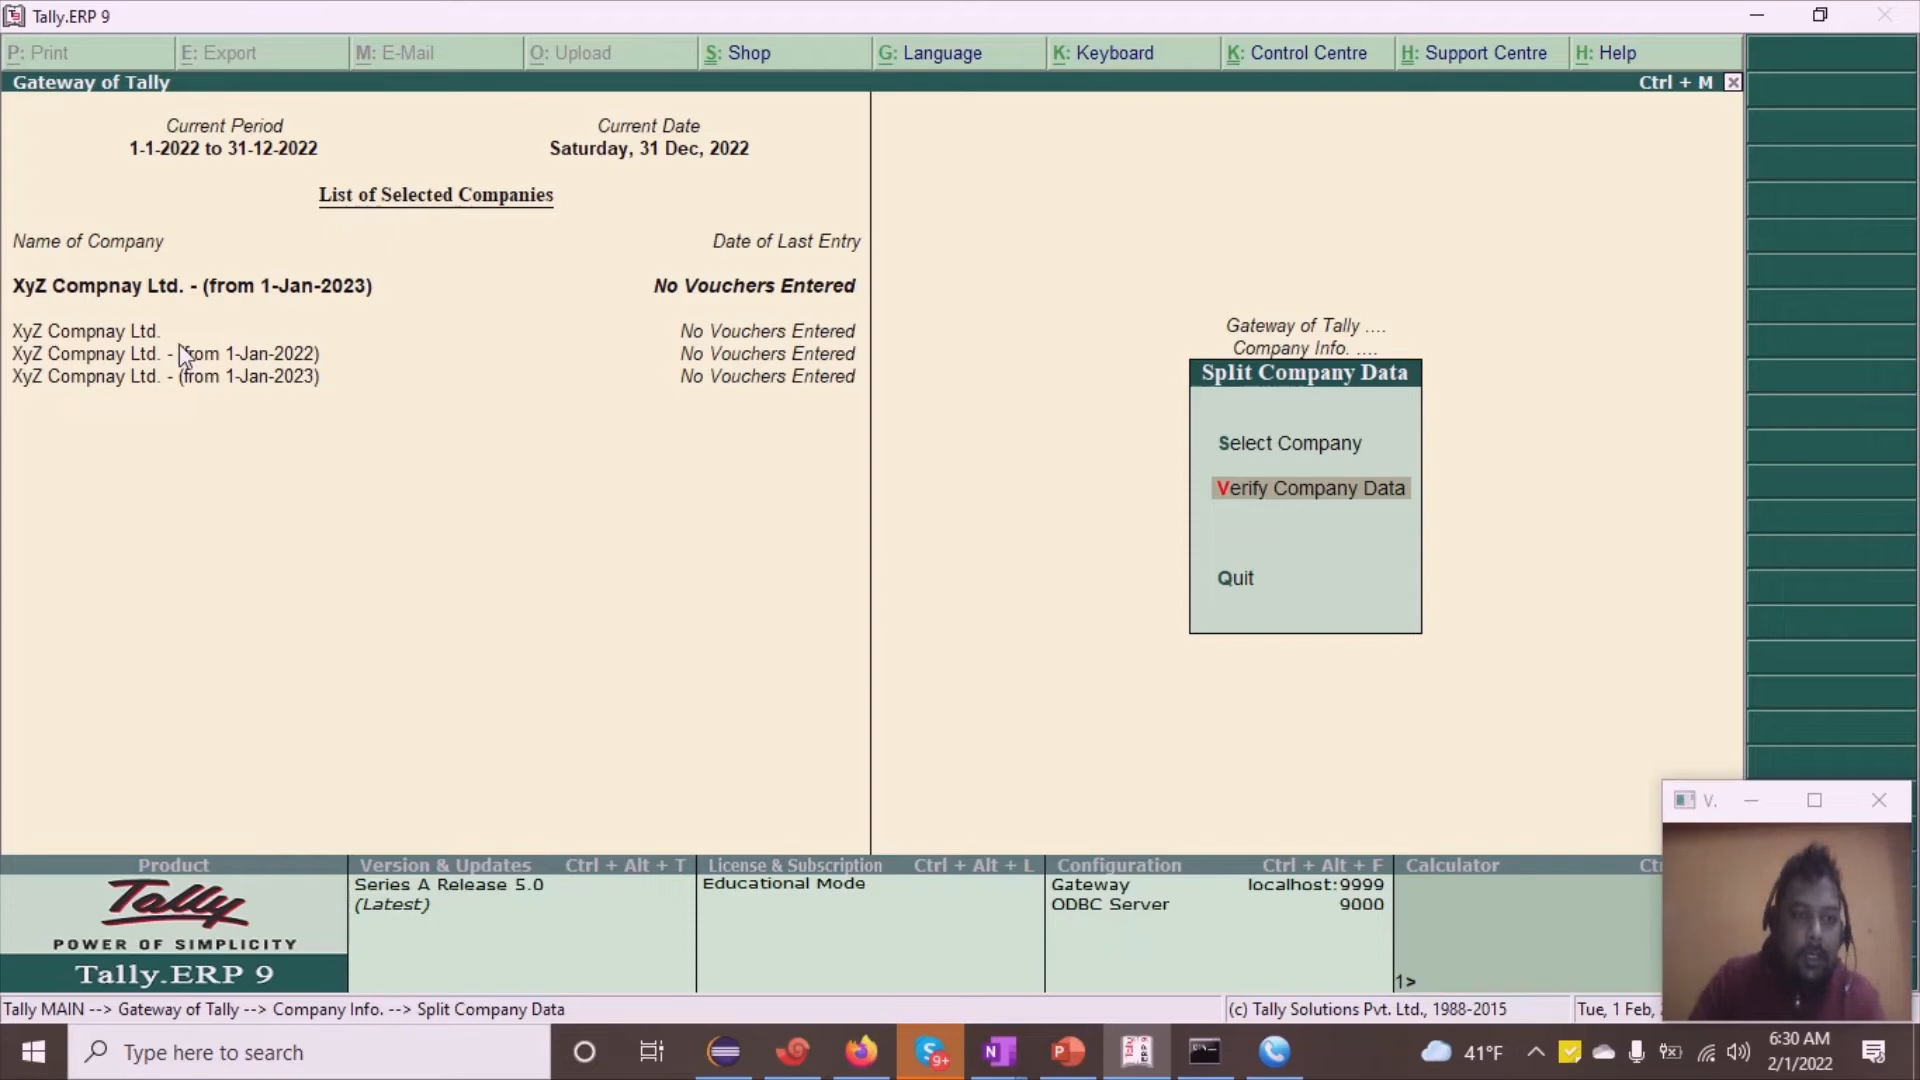 Tally.ERP 9
P: Print E: Export M: E-Mail O: Upload S: Shop G: Language K: Keyboard K: Control Centre H: Support Centre H: Help
Gateway of Tally Ctrl + M
Current Period Current Date
1-1-2022 to 31-12-2022 Saturday, 31 Dec, 2022
List of Selected Companies
Name of Company Date of Last Entry
XyZ Compnay Ltd. - (from 1-Jan-2023) No Vouchers Entered
XyZ Compnay Ltd. No Vouchers Entered
XyZ Compnay Ltd. - (from 1-Jan-2022) No Vouchers Entered
XyZ Compnay Ltd. - (from 1-Jan-2023) No Vouchers Entered
Gateway of Tally ....
Company Info. ....
Split Company Data
Select Company
Verify Company Data
Quit
V.
Product Version & Updates Ctrl + Alt + T License & Subscription Ctrl + Alt + L Configuration Ctrl + Alt + F Calculator
Tally
POWER OF SIMPLICITY
Tally.ERP 9
Series A Release 5.0
(Latest)
Educational Mode
Gateway localhost:9999
ODBC Server 9000
1>
Tally MAIN --> Gateway of Tally --> Company Info. --> Split Company Data (c) Tally Solutions Pvt. Ltd., 1988-2015 Tue, 1 Feb,
Type here to search
9+
41°F
6:30 AM
2/1/2022